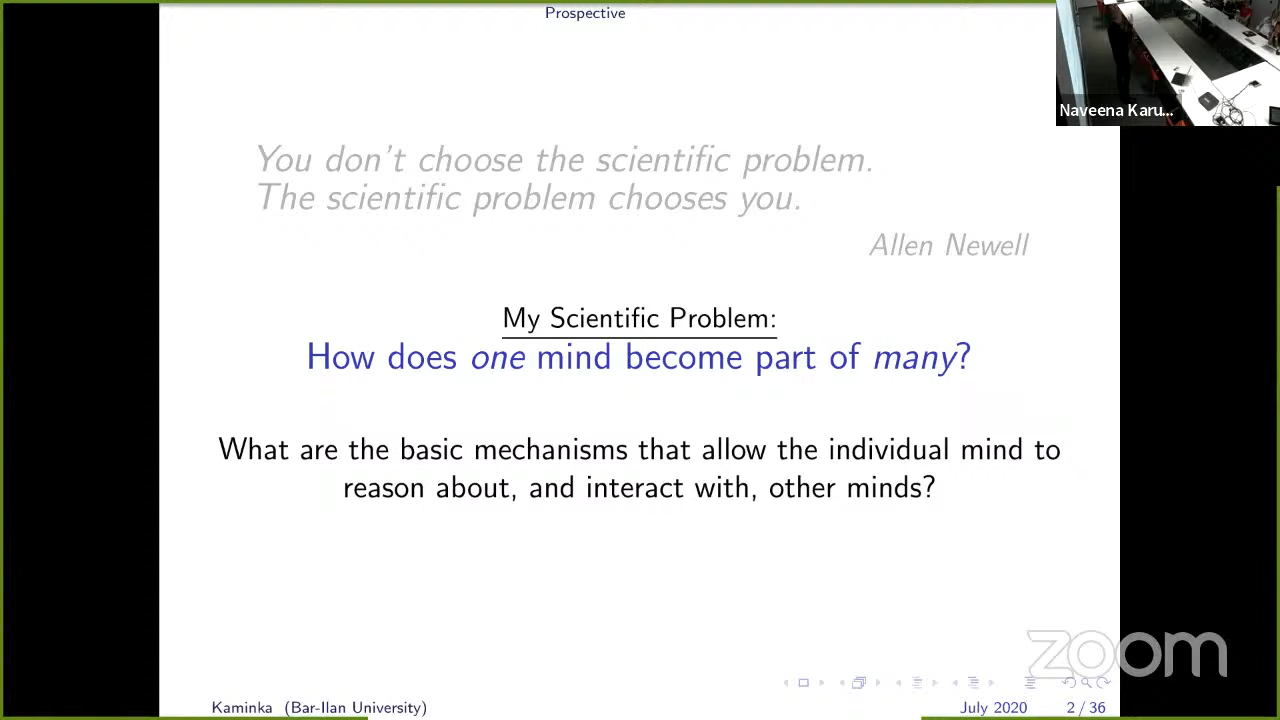 Prospective
Naveena Karu...
You don't choose the scientific problem.
The scientific problem chooses you.
Allen Newell
My Scientific Problem:
How does one mind become part of many?
What are the basic mechanisms that allow the individual mind to
reason about, and interact with, other minds?
zoom
Kaminka (Bar-Ilan University)
July 2020
2 / 36